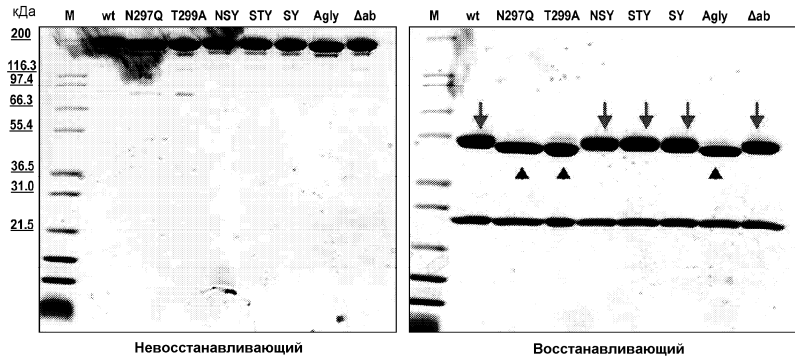 кДа
M wt N297Q T299A NSY STY SY Agly Δab
M wt N297Q T299A NSY STY SY Agly Δab
200
116.3
97.4
66.3
55.4
36.5
31.0
21.5
Невосстанавливающий
Восстанавливающий